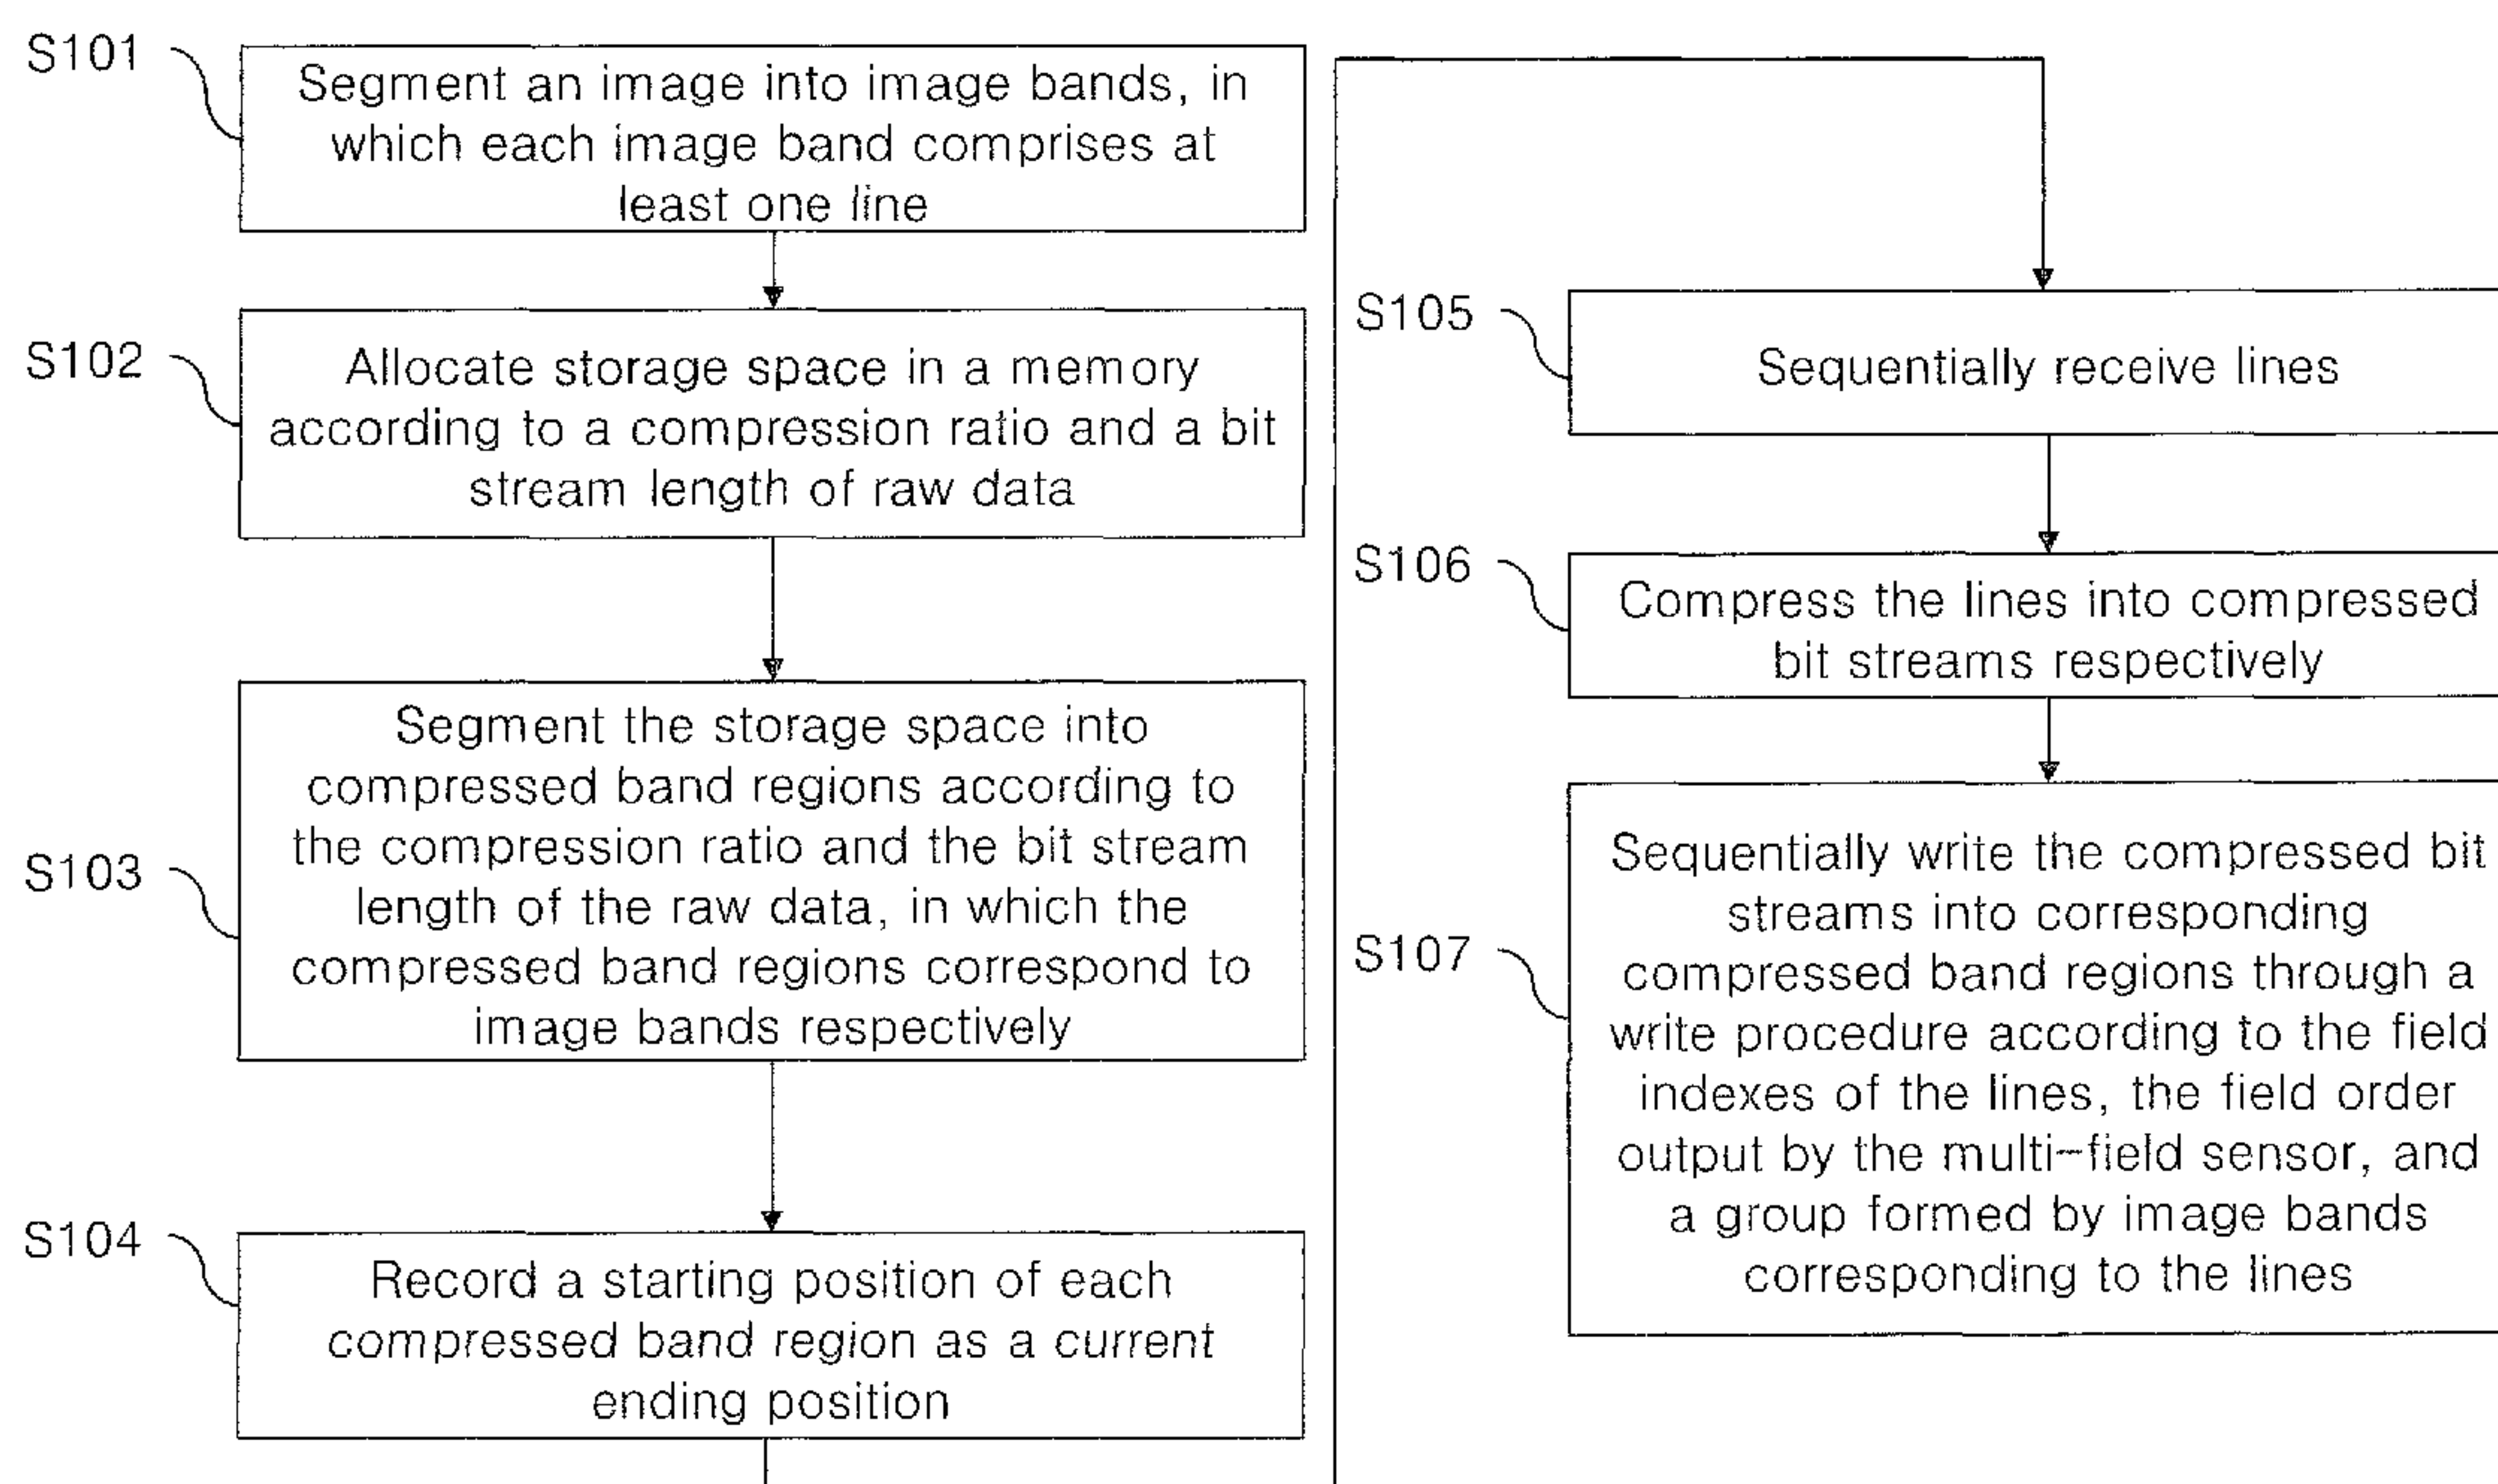 S101
Segment an image into image bands, in
which each image band comprises at
least one line
S102
Allocate storage space in a memory
according to a compression ratio and a bit
stream length of raw data
S103
Segment the storage space into
compressed band regions according to
the compression ratio and the bit stream
length of the raw data, in which the
compressed band regions correspond to
image bands respectively
S104
Record a starting position of each
compressed band region as a current
ending position
S105
Sequentially receive lines
S106
Compress the lines into compressed
bit streams respectively
S107
Sequentially write the compressed bit
streams into corresponding
compressed band regions through a
write procedure according to the field
indexes of the lines, the field order
output by the multi-field sensor, and
a group formed by image bands
corresponding to the lines